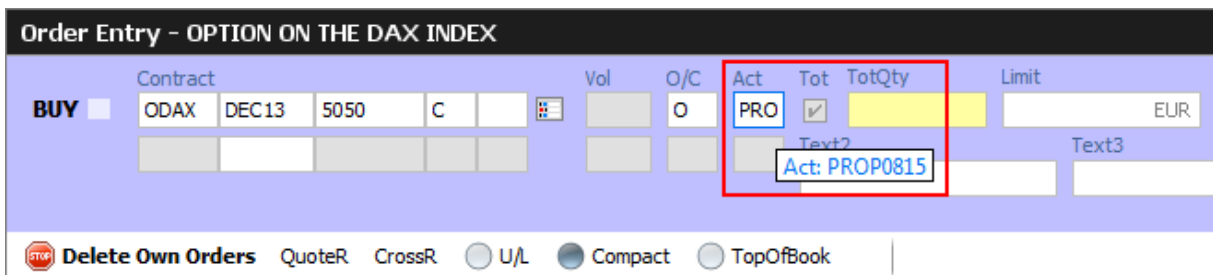 Order Entry - OPTION ON THE DAX INDEX
Contract Vol O/C Act Tot TotQty Limit
BUY ODAX DEC13 5050 C O PRO EUR
Text2 Text3
Act: PROP0815
STOP Delete Own Orders QuoteR CrossR U/L Compact TopOfBook